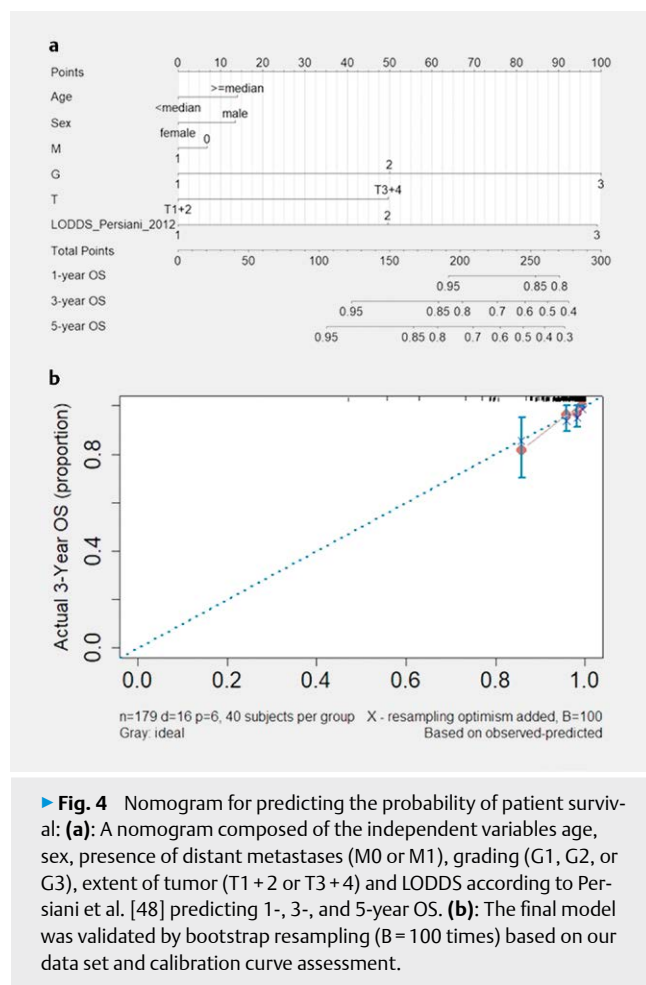 a
Points
0 10 20 30 40 50 60 70 80 90 100
Age
>=median
<median
Sex
male
female
M
0
1
G
2
1
3
T
T3+4
T1+2
LODDS_Persiani_2012
2
1
3
Total Points
0 50 100 150 200 250 300
1-year OS
0.95 0.85 0.8
3-year OS
0.95 0.85 0.8 0.7 0.6 0.5 0.4
5-year OS
0.95 0.85 0.8 0.7 0.6 0.5 0.4 0.3
b
Actual 3-Year OS (proportion)
0.8
0.4
0.0
0.0 0.2 0.4 0.6 0.8 1.0
n=179 d=16 p=6, 40 subjects per group X - resampling optimism added, B=100
Gray: ideal Based on observed-predicted
▶ Fig. 4 Nomogram for predicting the probability of patient surviv-
al: (a): A nomogram composed of the independent variables age,
sex, presence of distant metastases (M0 or M1), grading (G1, G2, or
G3), extent of tumor (T1 + 2 or T3 + 4) and LODDS according to Per-
siani et al. [48] predicting 1-, 3-, and 5-year OS. (b): The final model
was validated by bootstrap resampling (B = 100 times) based on our
data set and calibration curve assessment.